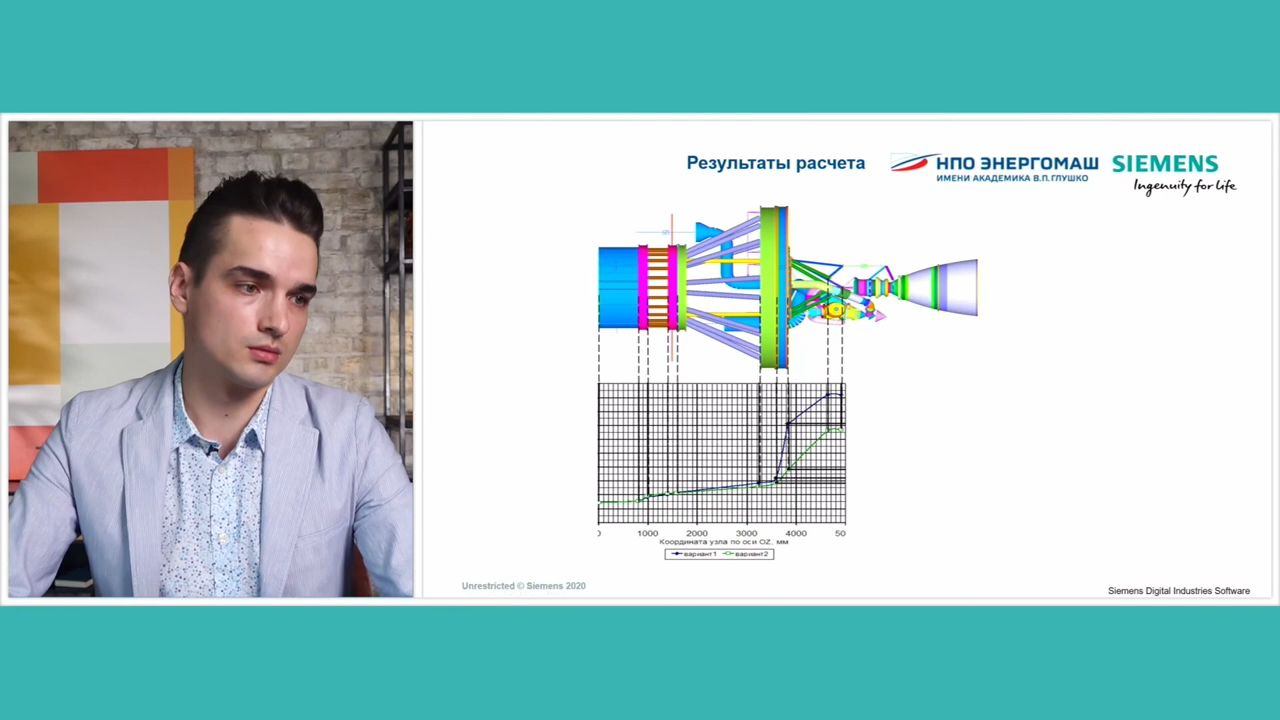 Результаты расчета
НПО ЭНЕРГОМАШ
ИМЕНИ АКАДЕМИКА В.П.ГЛУШКО
SIEMENS
Ingenuity for life
0 1000 2000 3000 4000 50
Координата узла по оси OZ, мм
вариант1 вариант2
Unrestricted © Siemens 2020
Siemens Digital Industries Software